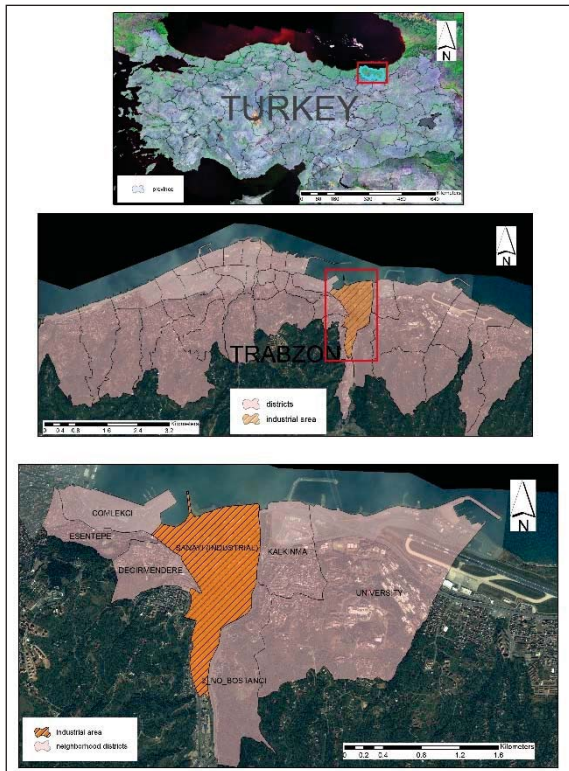 N
TURKEY
province
Kilometers
0 80 160 320 480 640
N
TRABZON
districts
industrial area
Kilometers
0 0.4 0.8 1.6 2.4 3.2
N
COMLEKCI
ESENTEPE
SANAYI (INDUSTRIAL)
KALKINMA
DEGIRVENDERE
UNIVERSITY
2_NO_BOSTANCI
industrial area
neighborhood districts
Kilometers
0 0.2 0.4 0.8 1.2 1.6